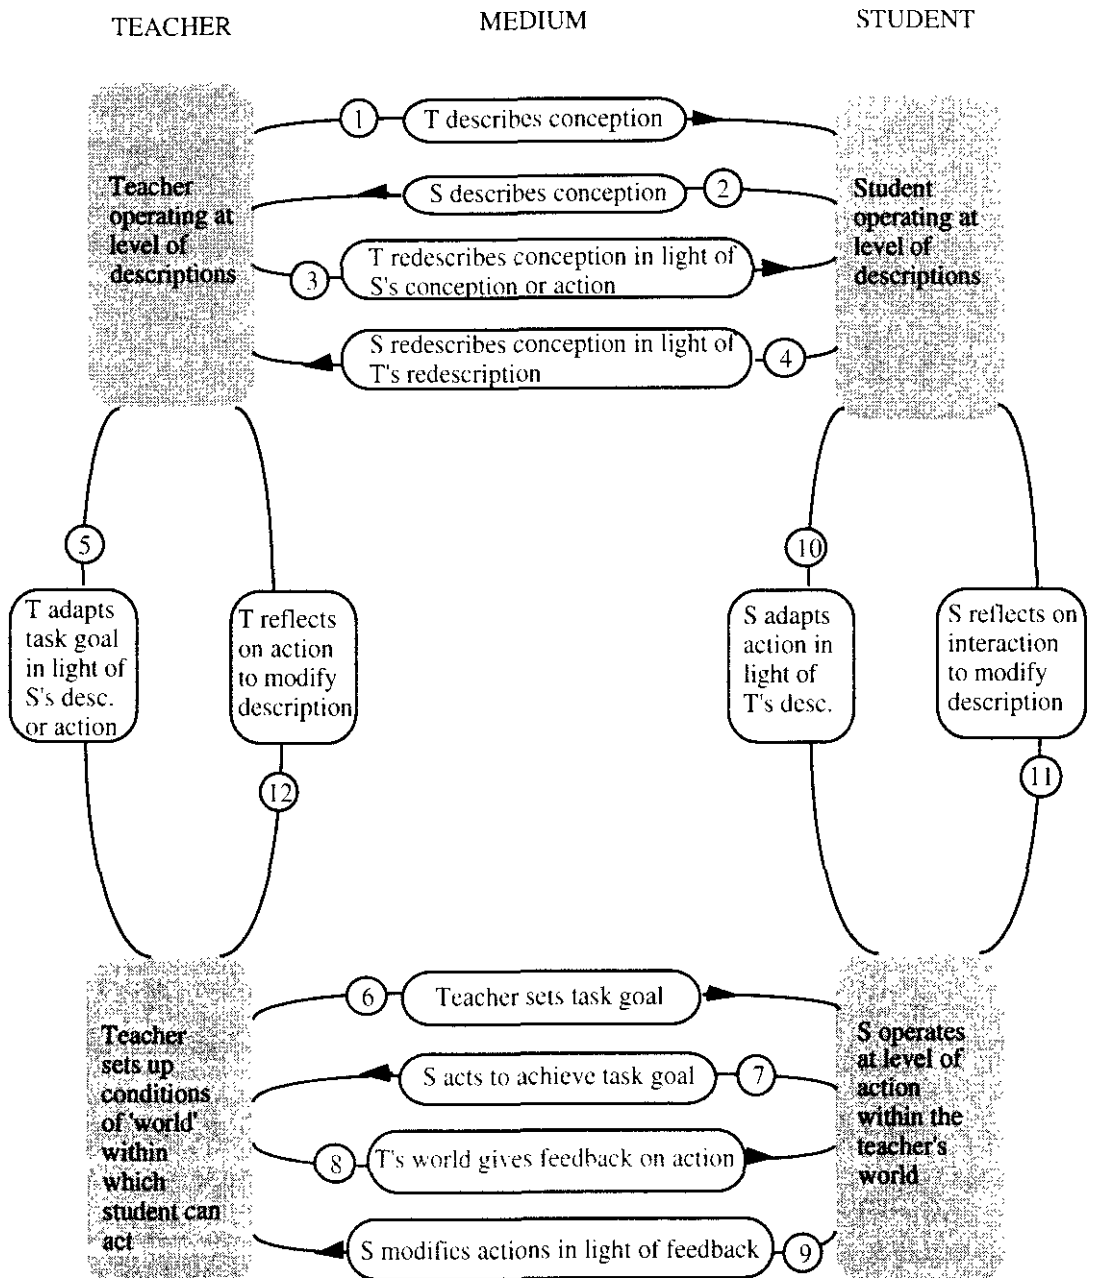 TEACHER
MEDIUM
STUDENT
1
T describes conception
Teacher
operating at
level of
descriptions
S describes conception
2
Student
operating at
level of
descriptions
3
T redescribes conception in light of
S's conception or action
S redescribes conception in light of
T's redescription
4
5
T adapts
task goal
in light of
S's desc.
or action
T reflects
on action
to modify
description
12
10
S adapts
action in
light of
T's desc.
S reflects on
interaction
to modify
description
11
Teacher
sets up
conditions
of 'world'
within
which
student can
act
6
Teacher sets task goal
S acts to achieve task goal
7
8
T's world gives feedback on action
S modifies actions in light of feedback
9
S operates
at level of
action
within the
teacher's
world